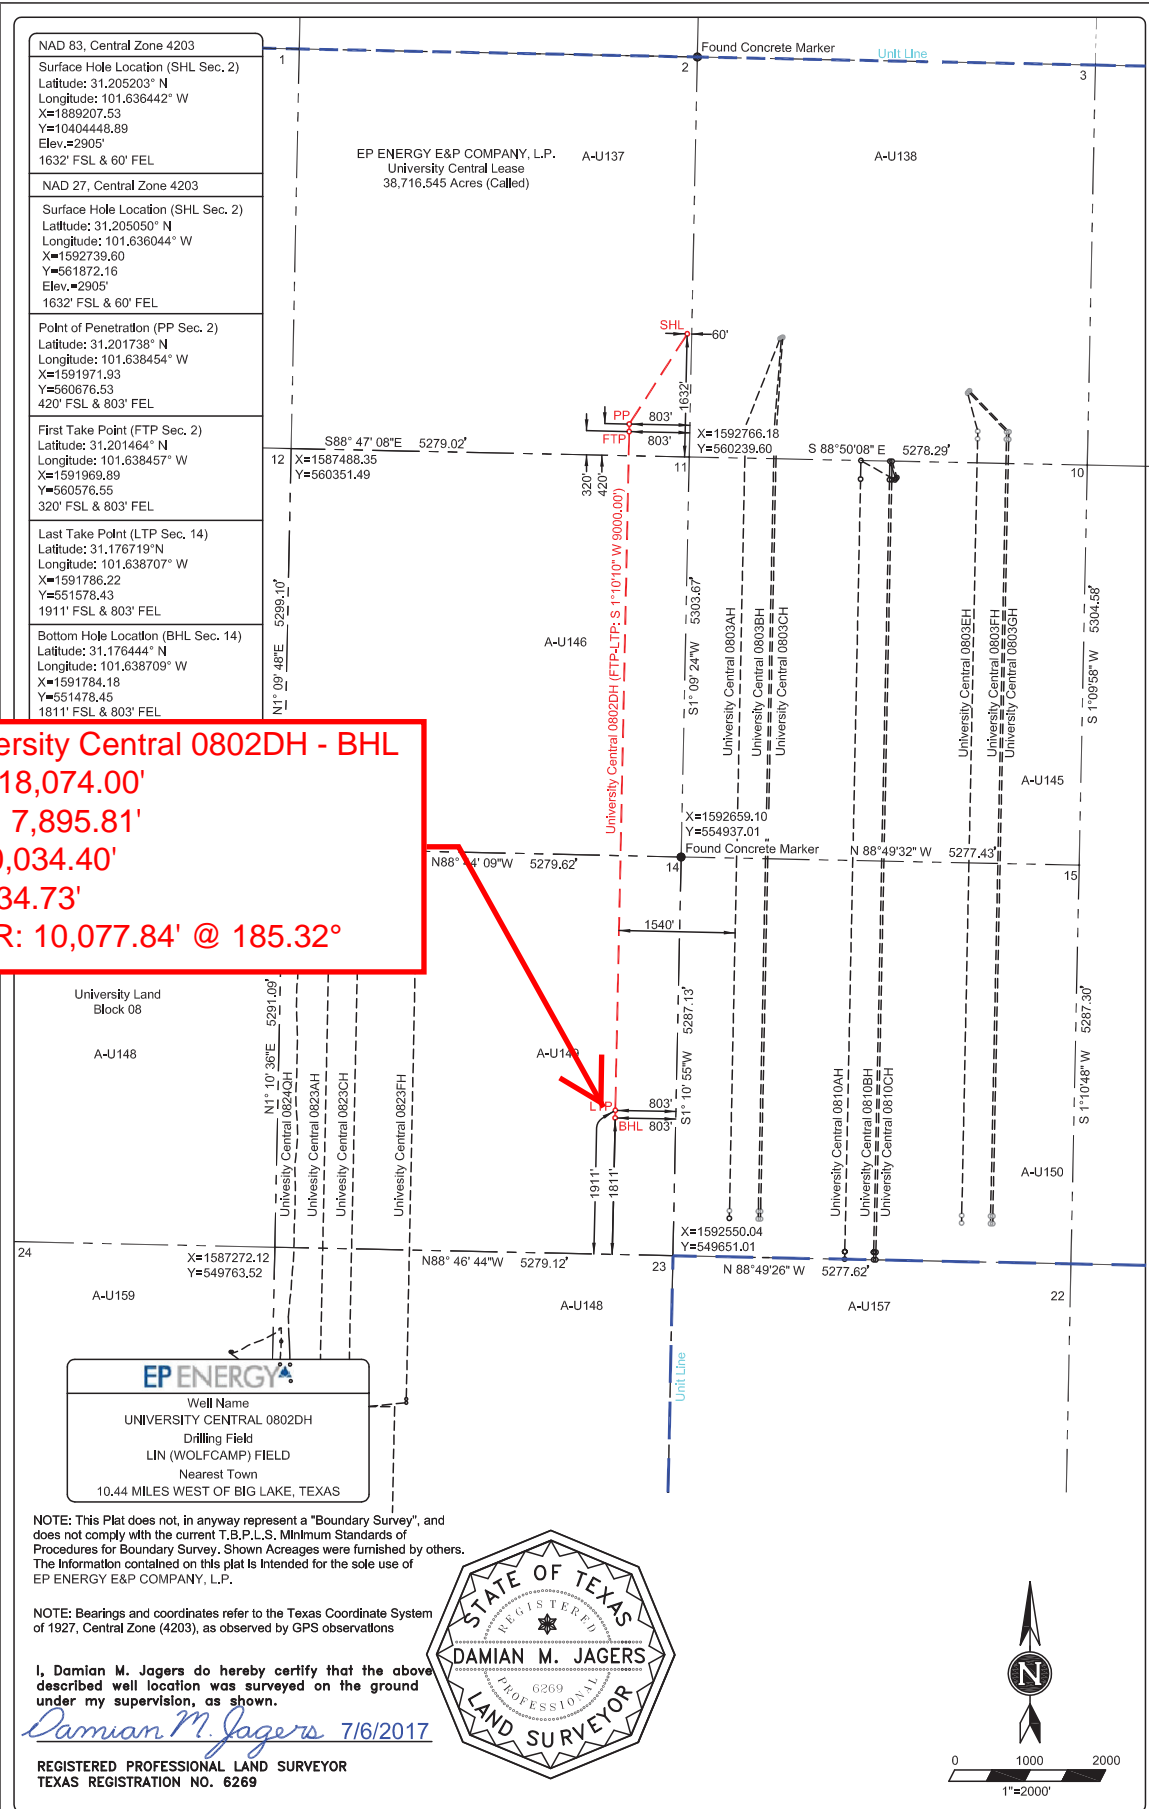 NAD 83, Central Zone 4203
Surface Hole Location (SHL Sec. 2)
Latitude: 31.205203° N
Longitude: 101.636442° W
X=1889207.53
Y=10404448.89
Elev.=2905'
1632' FSL & 60' FEL
NAD 27, Central Zone 4203
Surface Hole Location (SHL Sec. 2)
Latitude: 31.205050° N
Longitude: 101.636044° W
X=1592739.60
Y=561872.16
Elev.=2905'
1632' FSL & 60' FEL
Point of Penetration (PP Sec. 2)
Latitude: 31.201738° N
Longitude: 101.638454° W
X=1591971.93
Y=560676.53
420' FSL & 803' FEL
First Take Point (FTP Sec. 2)
Latitude: 31.201464° N
Longitude: 101.638457° W
X=1591969.89
Y=560576.55
320' FSL & 803' FEL
Last Take Point (LTP Sec. 14)
Latitude: 31.176719°N
Longitude: 101.638707° W
X=1591786.22
Y=551578.43
1911' FSL & 803' FEL
Bottom Hole Location (BHL Sec. 14)
Latitude: 31.176444° N
Longitude: 101.638709° W
X=1591784.18
Y=551478.45
1811' FSL & 803' FEL
ersity Central 0802DH - BHL
18,074.00'
7,895.81'
,034.40'
34.73'
R: 10,077.84' @ 185.32°
1
2
3
Found Concrete Marker
Unit Line
EP ENERGY E&P COMPANY, L.P.
University Central Lease
38,716.545 Acres (Called)
A-U137
A-U138
SHL
60'
1632'
PP
803'
FTP
803'
320'
420'
X=1592766.18
Y=560239.60
S88° 47' 08"E 5279.02'
S 88°50'08" E 5278.29'
12
X=1587488.35
Y=560351.49
11
10
N1° 09' 48"E 5299.10'
A-U146
University Central 0802DH (FTP-LTP: S 1°10'10" W 9000.00')
S1° 09' 24"W 5303.67'
University Central 0803AH
University Central 0803BH
University Central 0803CH
University Central 0803EH
University Central 0803FH
University Central 0803GH
S 1°09'58" W 5304.58'
A-U145
X=1592659.10
Y=554937.01
Found Concrete Marker
N88° 44' 09"W 5279.62'
N 88°49'32" W 5277.43'
14
15
1540'
University Land
Block 08
A-U148
N1° 10' 36"E 5291.09'
Univesity Central 0824QH
Univesity Central 0823AH
Univesity Central 0823CH
Univesity Central 0823FH
A-U149
LTP
803'
BHL
803'
1911'
1811'
S1° 10' 55"W 5287.13'
University Central 0810AH
University Central 0810BH
University Central 0810CH
S 1°10'48" W 5287.30'
A-U150
24
X=1587272.12
Y=549763.52
N88° 46' 44"W 5279.12'
X=1592550.04
Y=549651.01
23
N 88°49'26" W 5277.62'
22
A-U159
A-U148
A-U157
Unit Line
EP ENERGY
Well Name
UNIVERSITY CENTRAL 0802DH
Drilling Field
LIN (WOLFCAMP) FIELD
Nearest Town
10.44 MILES WEST OF BIG LAKE, TEXAS
NOTE: This Plat does not, in anyway represent a "Boundary Survey", and
does not comply with the current T.B.P.L.S. Minimum Standards of
Procedures for Boundary Survey. Shown Acreages were furnished by others.
The Information contained on this plat is intended for the sole use of
EP ENERGY E&P COMPANY, L.P.
NOTE: Bearings and coordinates refer to the Texas Coordinate System
of 1927, Central Zone (4203), as observed by GPS observations
I, Damian M. Jagers do hereby certify that the above
described well location was surveyed on the ground
under my supervision, as shown.
Damian M. Jagers 7/6/2017
REGISTERED PROFESSIONAL LAND SURVEYOR
TEXAS REGISTRATION NO. 6269
STATE OF TEXAS
REGISTERED
DAMIAN M. JAGERS
6269
PROFESSIONAL
LAND SURVEYOR
N
0 1000 2000
1"=2000'